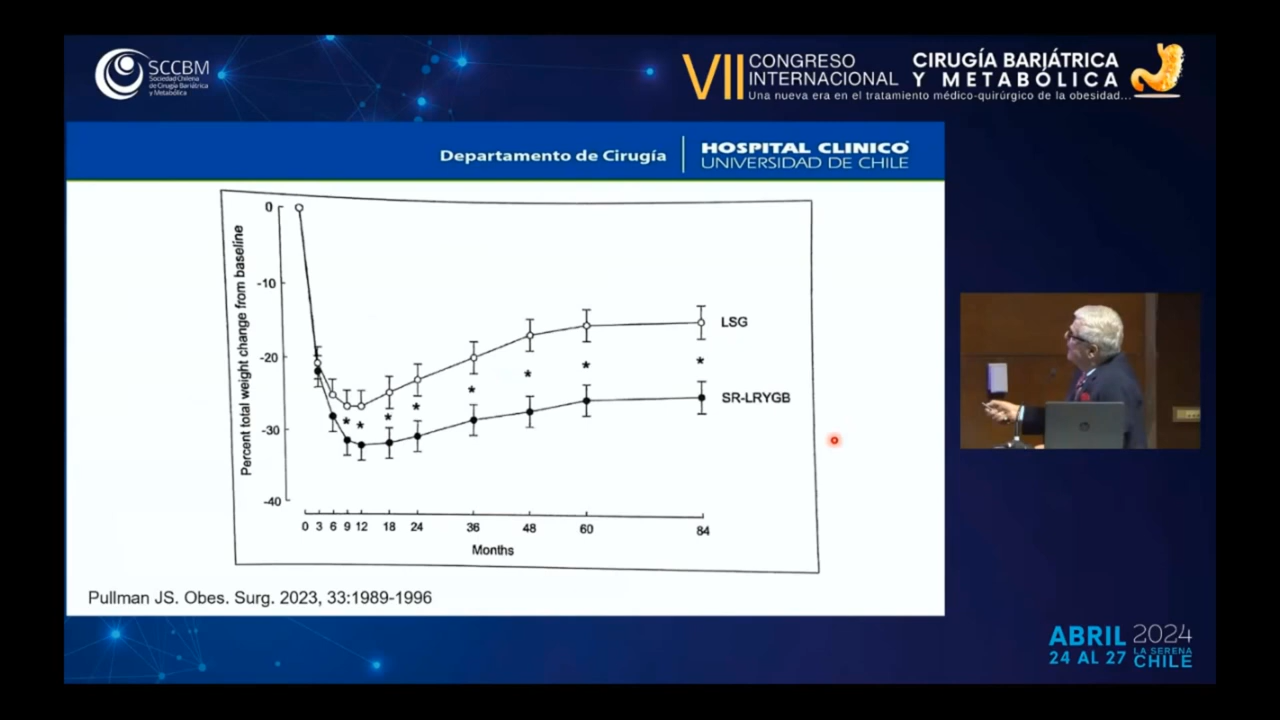 SCCBM
Sociedad Chilena
de Cirugía Bariátrica
y Metabólica
VII CONGRESO INTERNACIONAL
CIRUGÍA BARIÁTRICA
Y METABÓLICA
Una nueva era en el tratamiento médico-quirúrgico de la obesidad...
Departamento de Cirugía
HOSPITAL CLINICO
UNIVERSIDAD DE CHILE
Percent total weight change from baseline
0
-10
-20
-30
-40
LSG
* * * * * * * *
SR-LRYGB
0 3 6 9 12 18 24 36 48 60 84
Months
Pullman JS. Obes. Surg. 2023, 33:1989-1996
hp
ABRIL 2024
24 AL 27 LA SERENA
CHILE